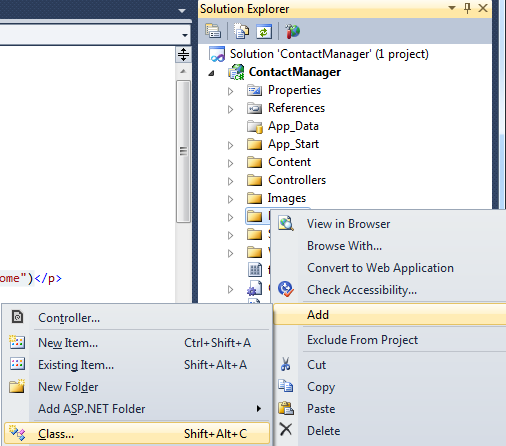 Solution Explorer
Solution 'ContactManager' (1 project)
ContactManager
Properties
References
App_Data
App_Start
Content
Controllers
Images
View in Browser
Browse With...
ome")</p>
Convert to Web Application
Check Accessibility...
Controller...
Add
New Item... Ctrl+Shift+A
Exclude From Project
Existing Item... Shift+Alt+A
Cut
New Folder
Copy
Add ASP.NET Folder
Paste
Class... Shift+Alt+C
Delete